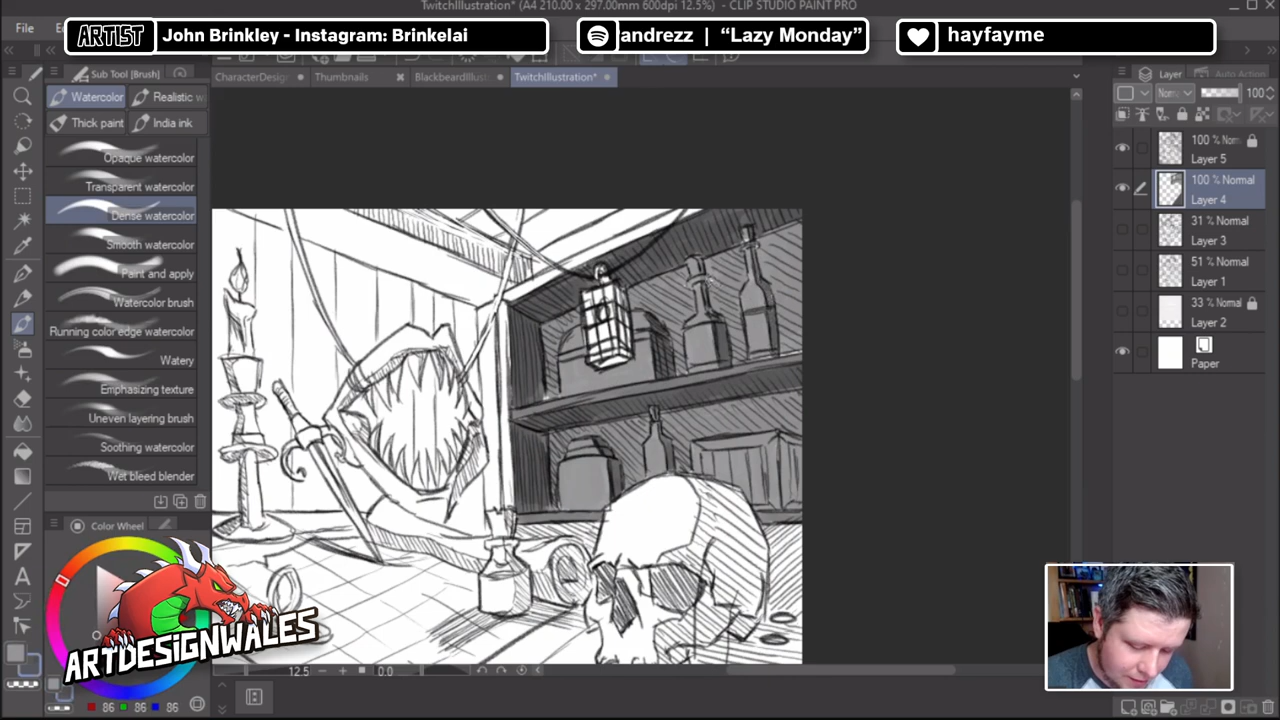 TwitchIllustration* (A4 210.00 x 297.00mm 600dpi 12.5%) - CLIP STUDIO PAINT PRO
File
ARTIST John Brinkley - Instagram: Brinkelai
andrezz | "Lazy Monday"
hayfayme
Sub Tool [Brush]
CharacterDesig
Thumbnails
BlackbeardIllust
TwitchIllustration*
Layer
Auto Action
Watercolor
Realistic w
Thick paint
India ink
Opaque watercolor
Transparent watercolor
Dense watercolor
Smooth watercolor
Paint and apply
Watercolor brush
Running color edge watercolor
Watery
Emphasizing texture
Uneven layering brush
Soothing watercolor
Wet bleed blender
100
100 % Norm
Layer 5
100 % Normal
Layer 4
31 % Normal
Layer 3
51 % Normal
Layer 1
33 % Normal
Layer 2
Paper
Color Wheel
ARTDESIGNWALES
12.5
0.0
86 86 86